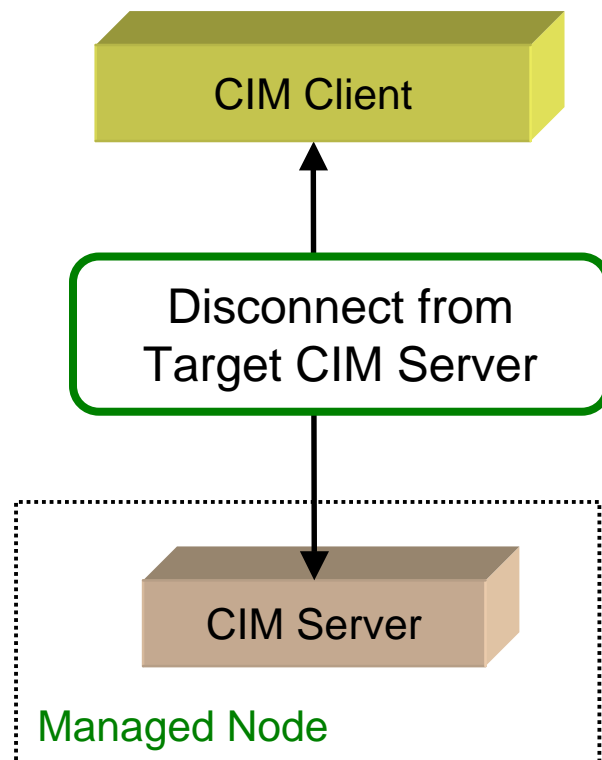 CIM Client
Disconnect from
Target CIM Server
CIM Server
Managed Node